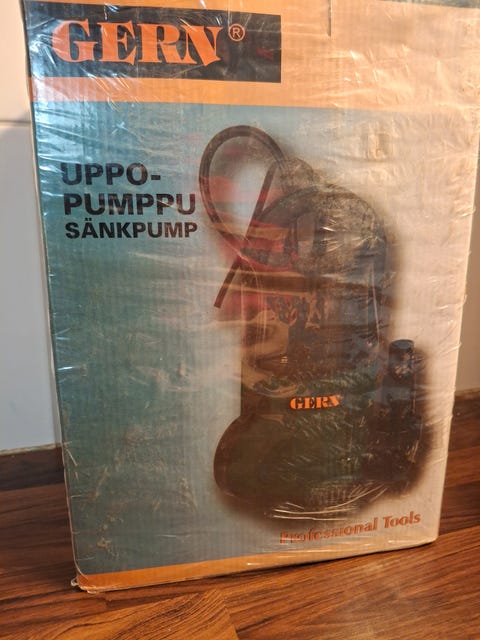 GERN®
UPPO-
PUMPPU
SÄNKPUMP
GERN
Professional Tools